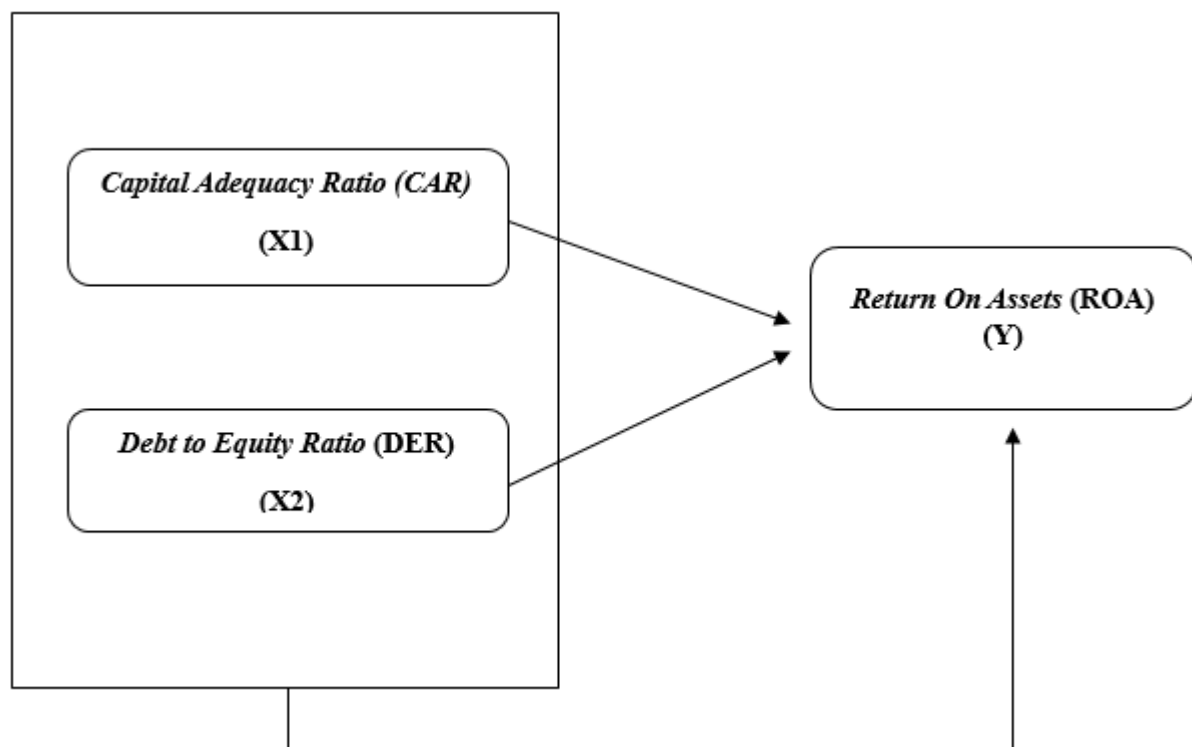 Capital Adequacy Ratio (CAR)
(X1)
Return On Assets (ROA)
(Y)
Debt to Equity Ratio (DER)
(X2)